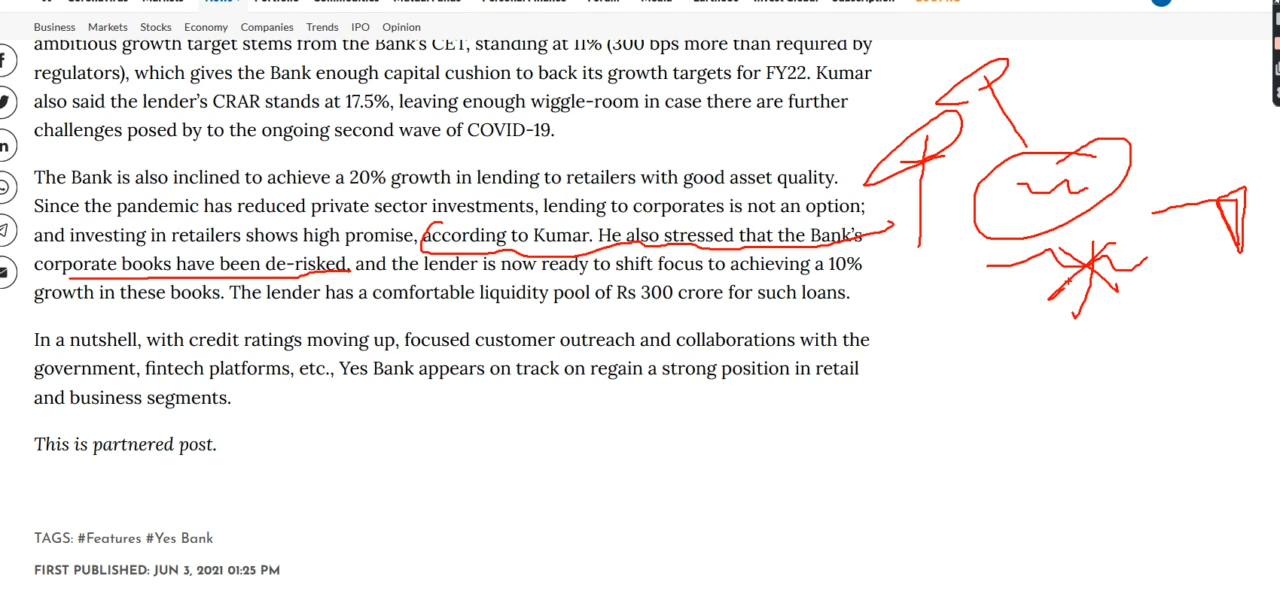 Business Markets Stocks Economy Companies Trends IPO Opinion
ambitious growth target stems from the Bank's CET, standing at 11% (300 bps more than required by
regulators), which gives the Bank enough capital cushion to back its growth targets for FY22. Kumar
also said the lender's CRAR stands at 17.5%, leaving enough wiggle-room in case there are further
challenges posed by to the ongoing second wave of COVID-19.
The Bank is also inclined to achieve a 20% growth in lending to retailers with good asset quality.
Since the pandemic has reduced private sector investments, lending to corporates is not an option;
and investing in retailers shows high promise, according to Kumar. He also stressed that the Bank's
corporate books have been de-risked, and the lender is now ready to shift focus to achieving a 10%
growth in these books. The lender has a comfortable liquidity pool of Rs 300 crore for such loans.
In a nutshell, with credit ratings moving up, focused customer outreach and collaborations with the
government, fintech platforms, etc., Yes Bank appears on track on regain a strong position in retail
and business segments.
This is partnered post.
TAGS: #Features #Yes Bank
FIRST PUBLISHED: JUN 3, 2021 01:25 PM